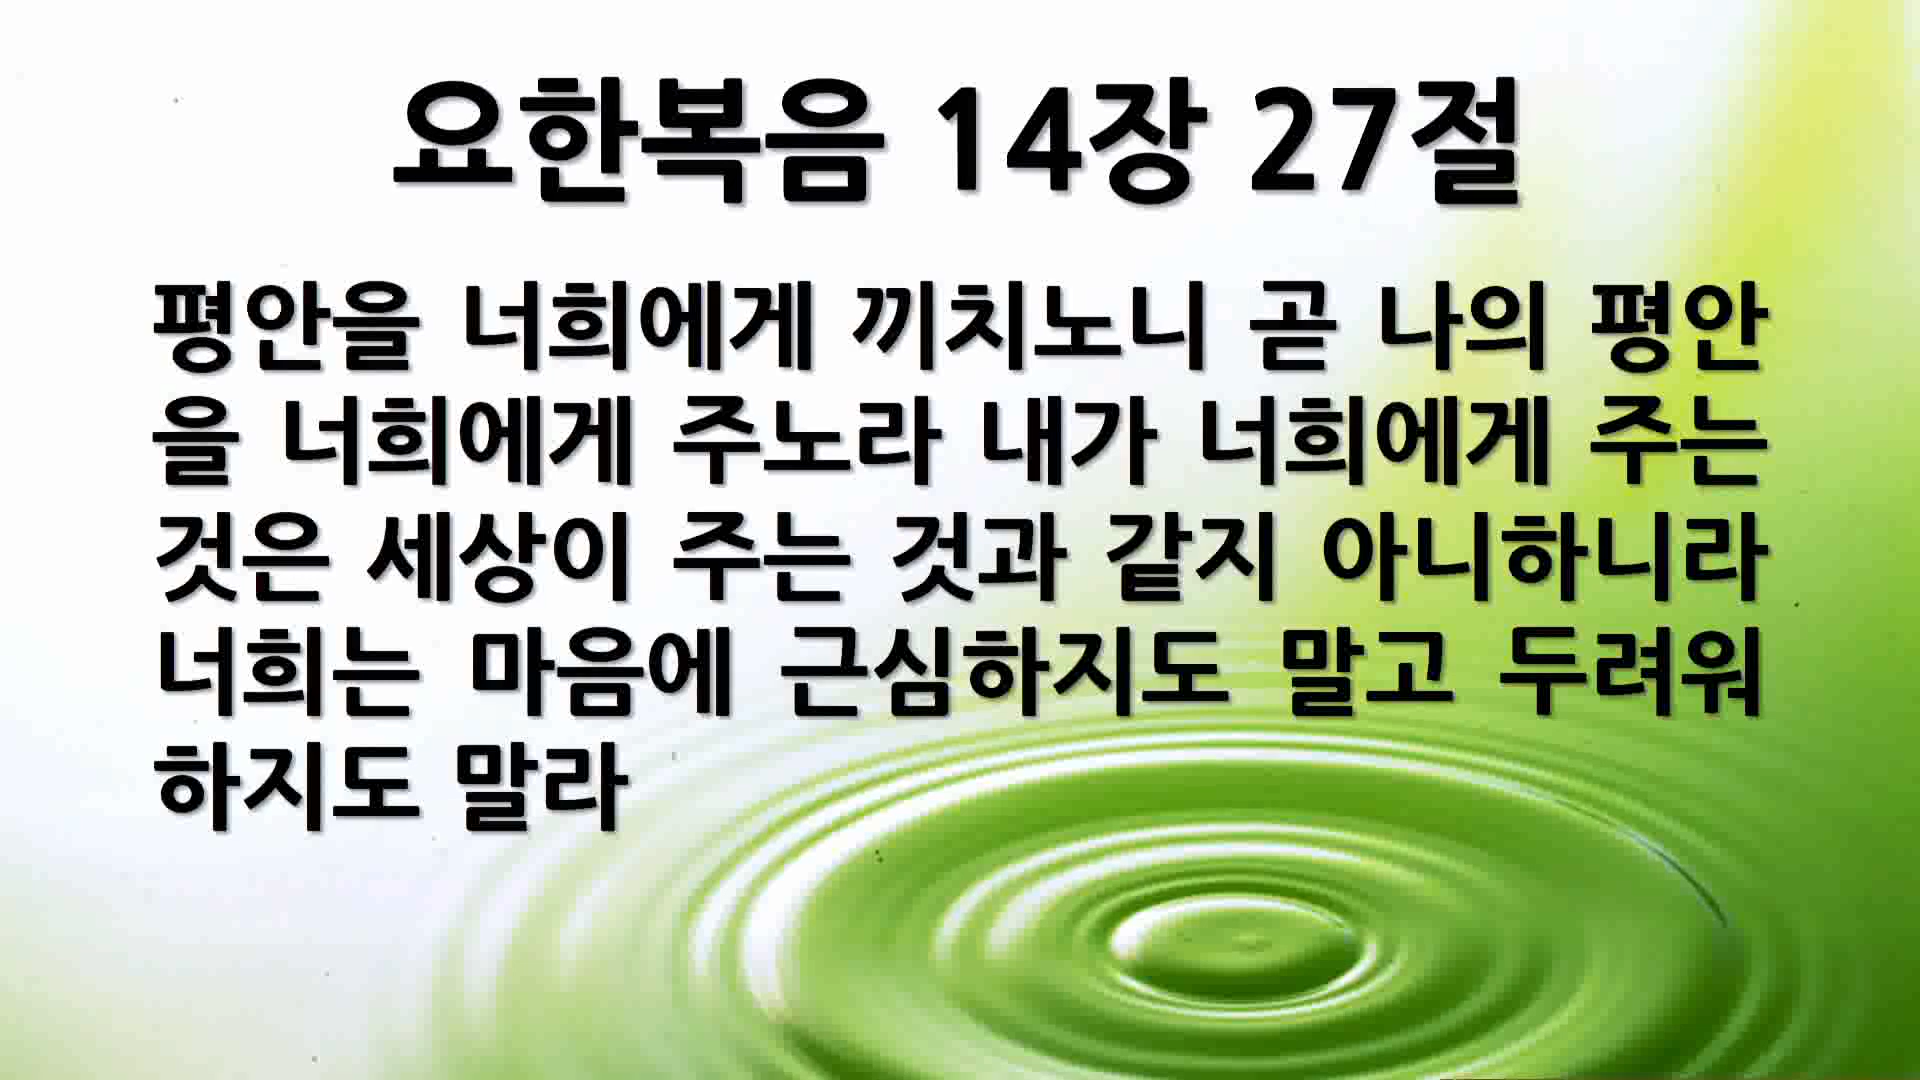 요한복음 14장 27절
평안을 너희에게 끼치노니 곧 나의 평안
을 너희에게 주노라 내가 너희에게 주는
것은 세상이 주는 것과 같지 아니하니라
너희는 마음에 근심하지도 말고 두려워
하지도 말라